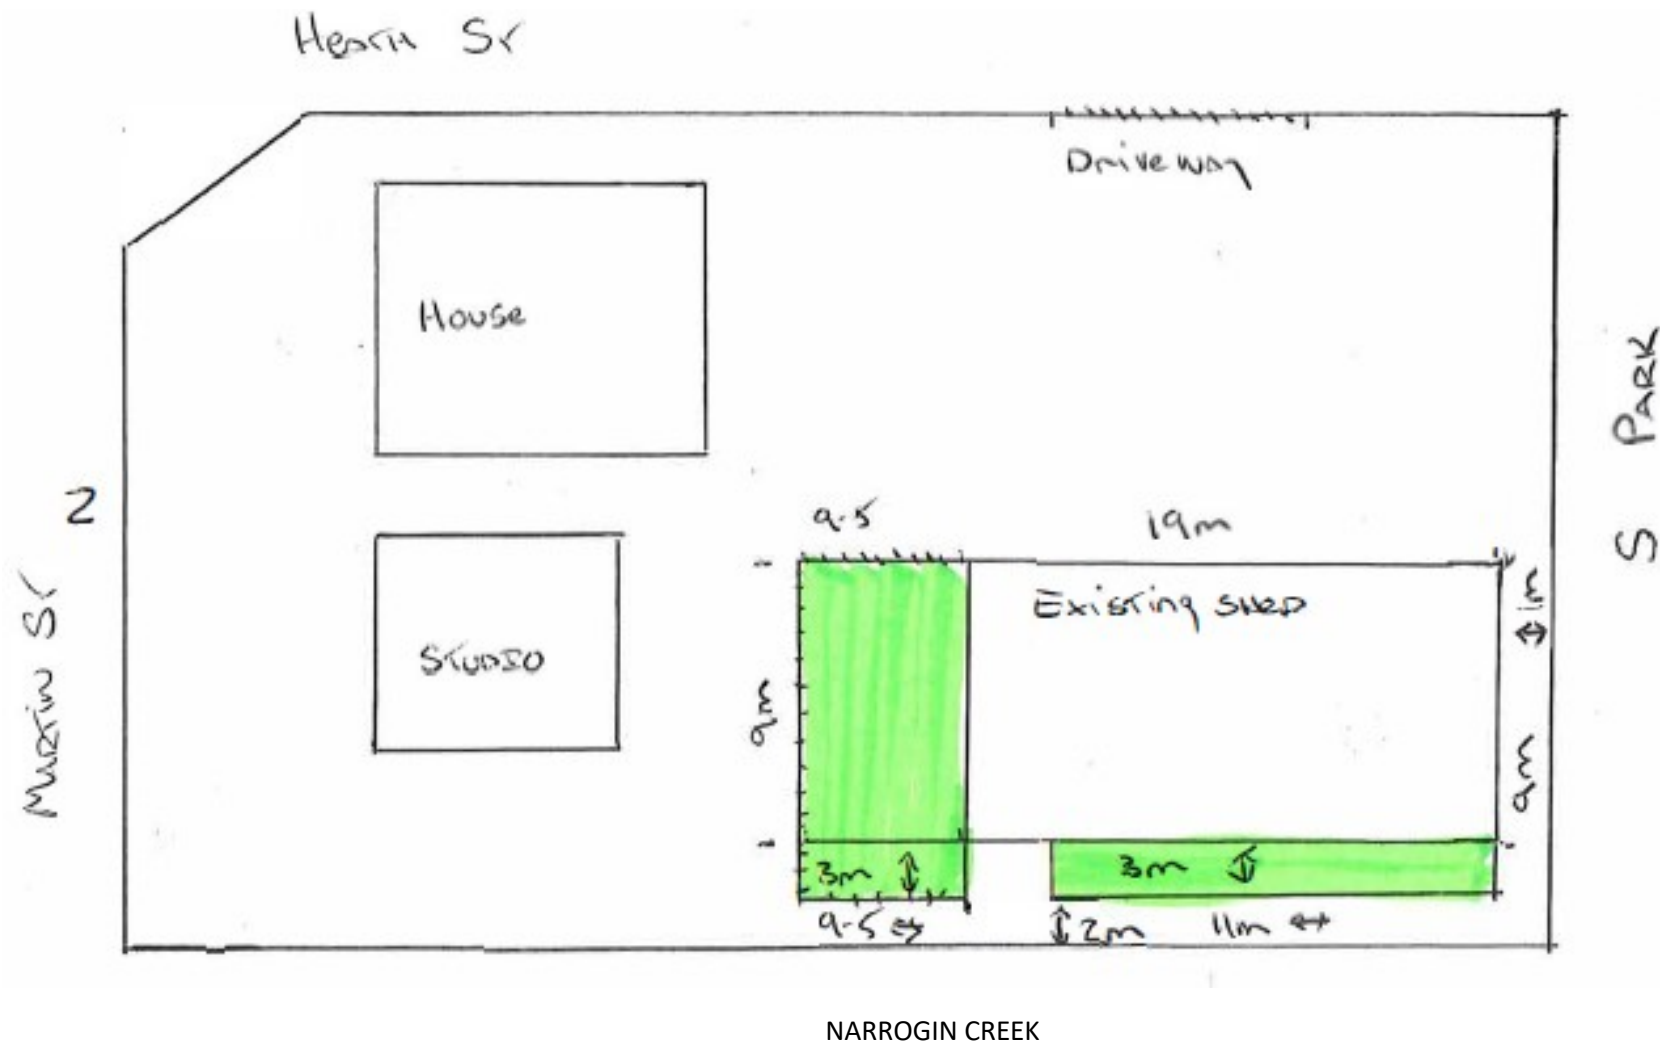 Heath St
Driveway
House
2
S PARK
9.5
19m
Existing shed
1m
STUDIO
Martin St
9m
9m
3m
3m
9.5
2m
11m
NARROGIN CREEK